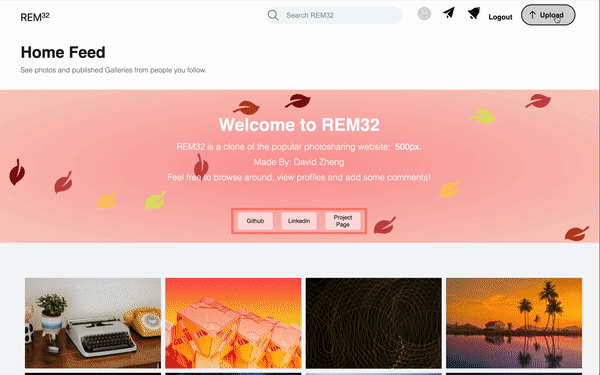 REM32
Search REM32
Logout
Upload
Home Feed
See photos and published Galleries from people you follow.
Welcome to REM32
REM32 is a clone of the popular photosharing website: 500px.
Made By: David Zheng
Feel free to browse around, view profiles and add some comments!
Github
Linkedin
Project
Page